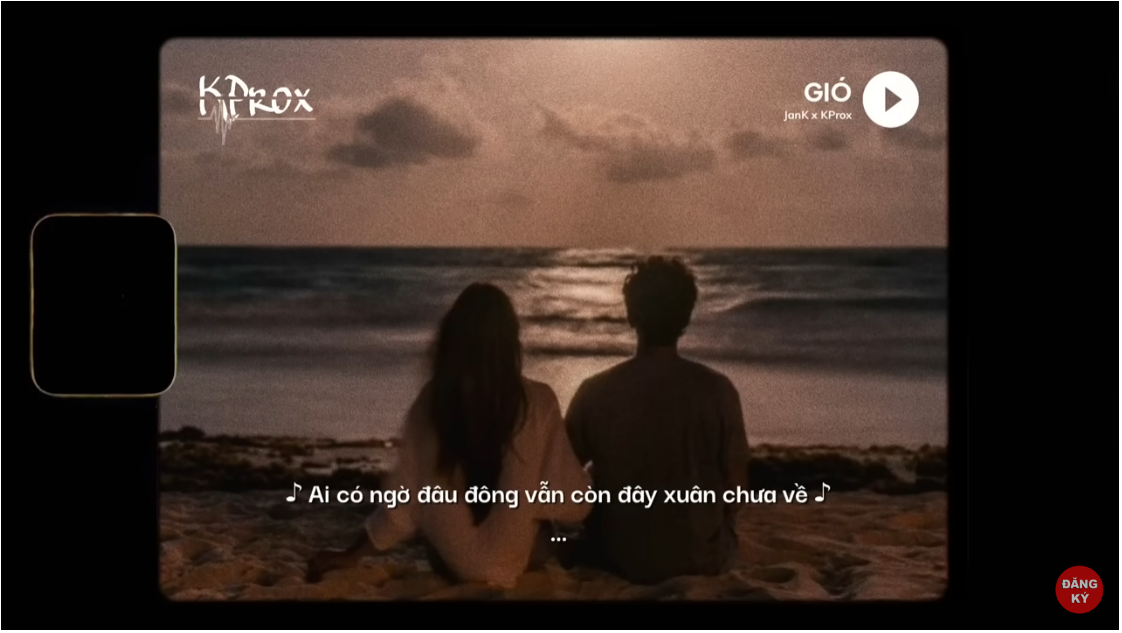 KProx
GIÓ
JanK x KProx
♪ Ai có ngờ đâu đông vẫn còn đây xuân chưa về ♪
...
ĐĂNG
KÝ